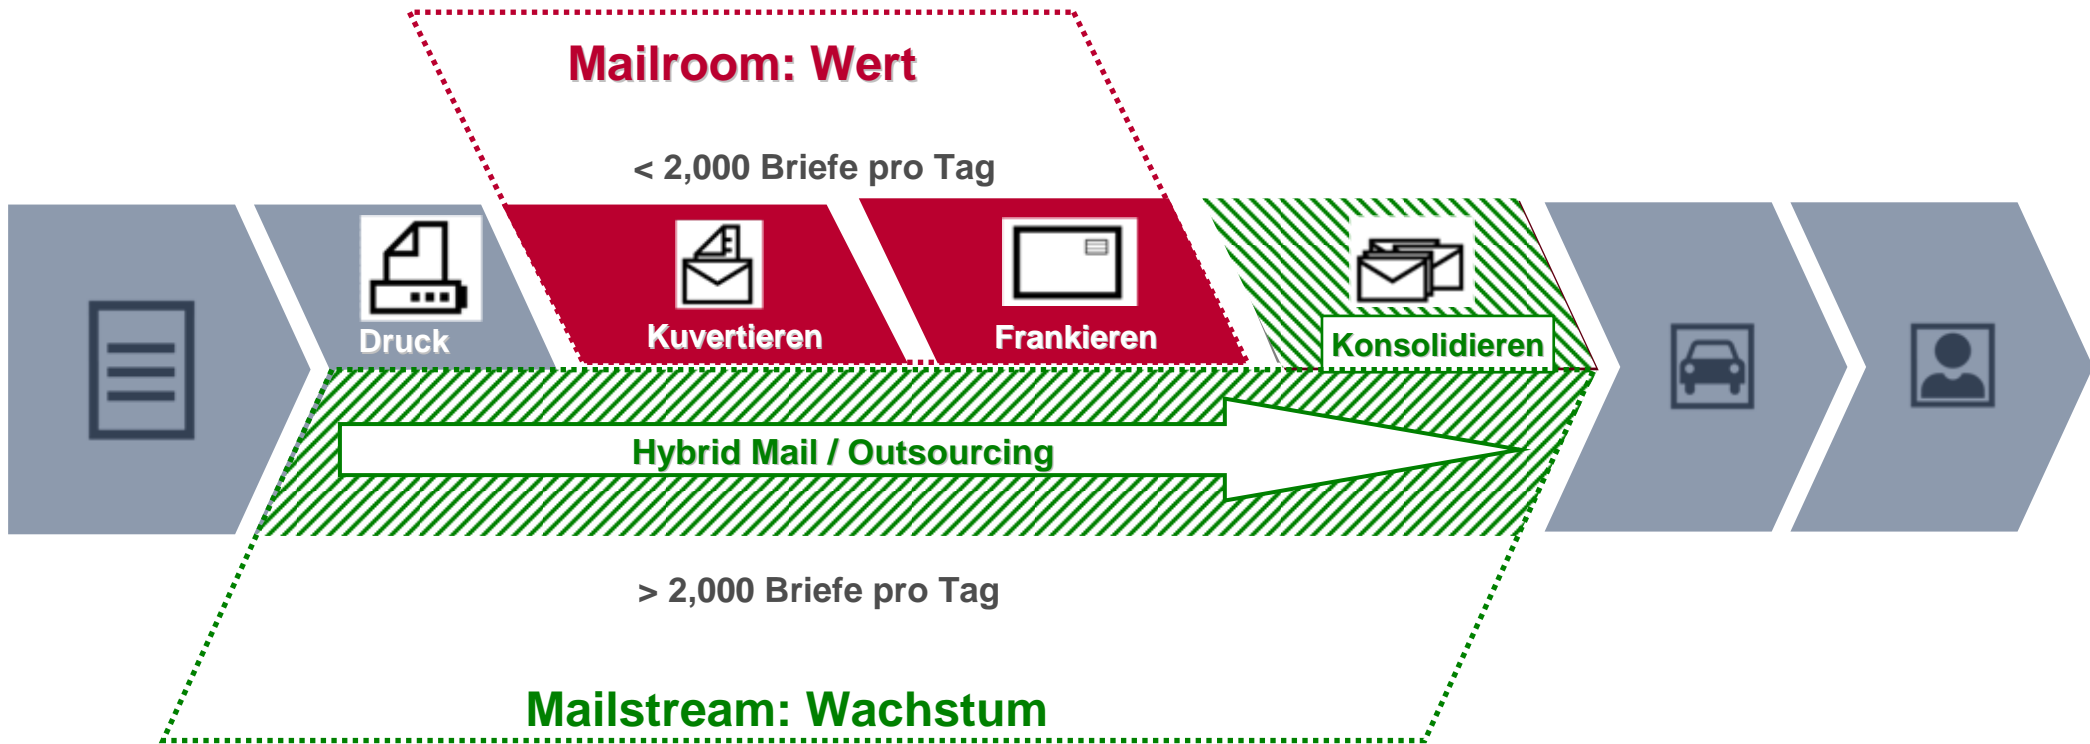 Mailroom: Wert
< 2,000 Briefe pro Tag
Druck
Kuvertieren
Frankieren
Konsolidieren
Hybrid Mail / Outsourcing
> 2,000 Briefe pro Tag
Mailstream: Wachstum